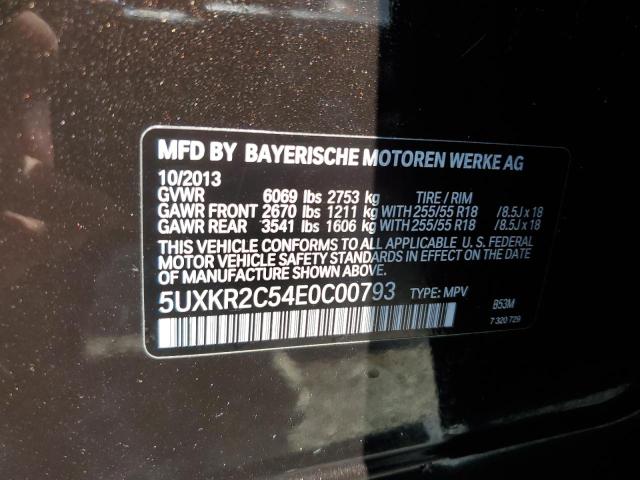 MFD BY BAYERISCHE MOTOREN WERKE AG
10/2013
GVWR 6069 lbs 2753 kg TIRE / RIM
GAWR FRONT 2670 lbs 1211 kg WITH 255/55 R18 /8.5J x 18
GAWR REAR 3541 lbs 1606 kg WITH 255/55 R18 /8.5J x 18
THIS VEHICLE CONFORMS TO ALL APPLICABLE U. S. FEDERAL
MOTOR VEHICLE SAFETY STANDARDS IN EFFECT ON THE DATE
OF MANUFACTURE SHOWN ABOVE.
5UXKR2C54E0C00793 TYPE: MPV B53M
7 320 729